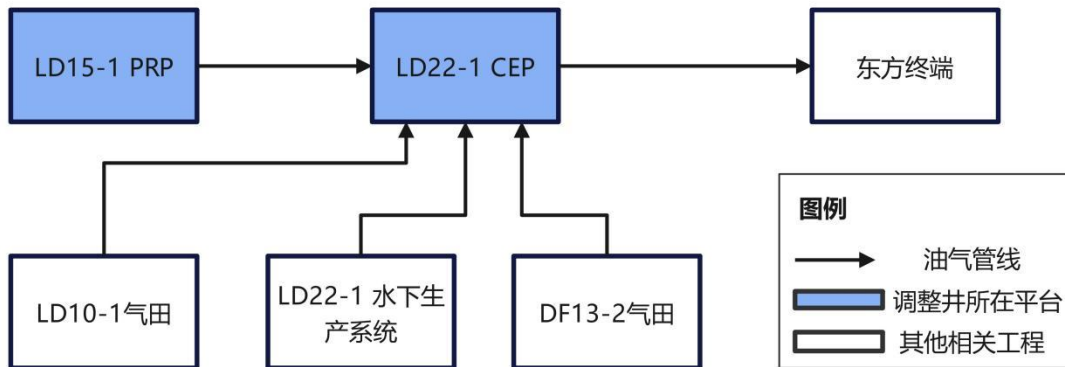 LD15-1 PRP
LD22-1 CEP
东方终端
LD10-1气田
LD22-1 水下生
产系统
DF13-2气田
图例
油气管线
调整井所在平台
其他相关工程